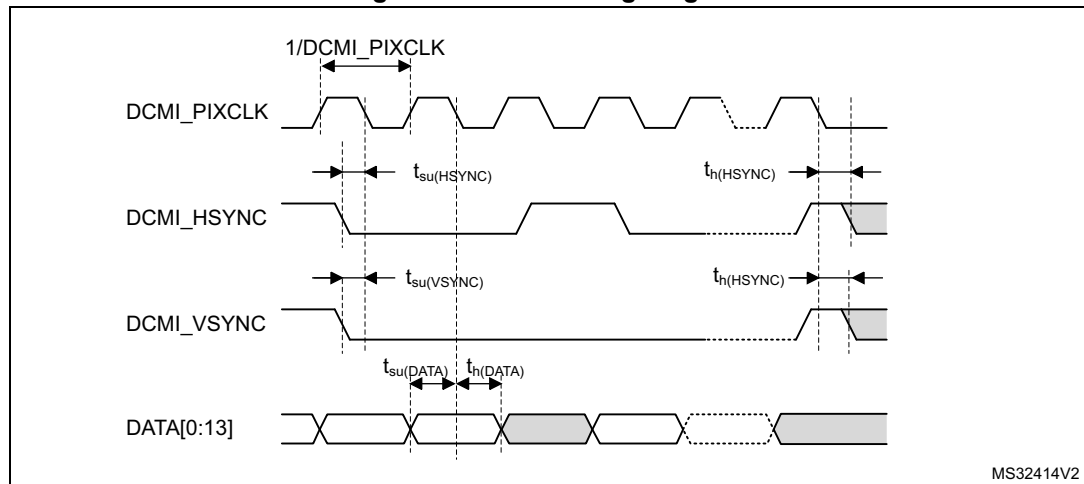 1/DCMI_PIXCLK
DCMI_PIXCLK
tsu(HSYNC) th(HSYNC)
DCMI_HSYNC
tsu(VSYNC) th(HSYNC)
DCMI_VSYNC
tsu(DATA) th(DATA)
DATA[0:13]
MS32414V2